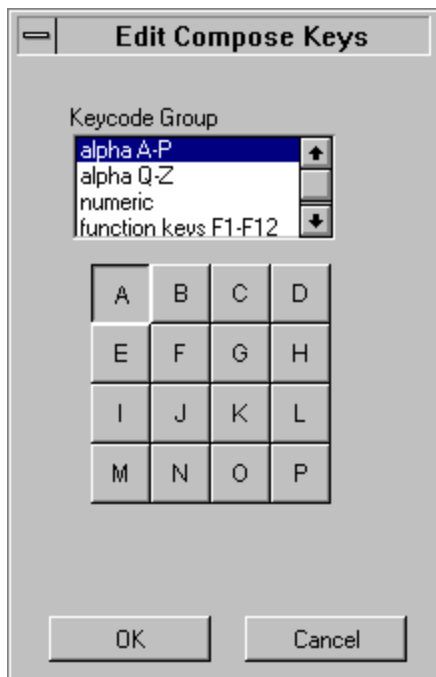 Edit Compose Keys
Keycode Group
alpha A-P
alpha Q-Z
numeric
function keys F1-F12
A B C D
E F G H
I J K L
M N O P
OK Cancel